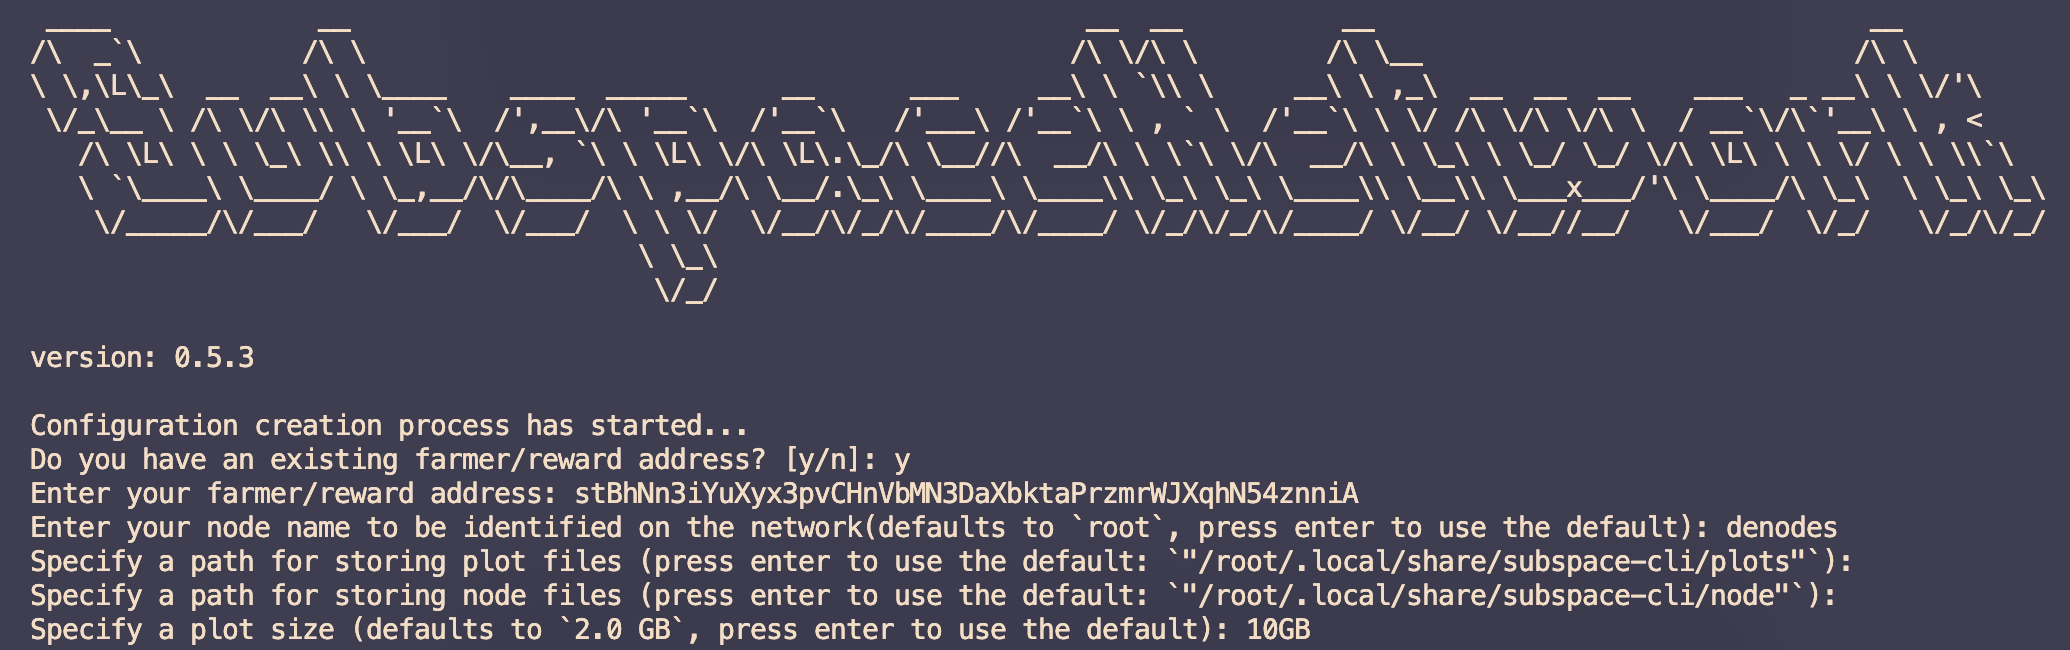 Subspace Network
version: 0.5.3
Configuration creation process has started...
Do you have an existing farmer/reward address? [y/n]: y
Enter your farmer/reward address: stBhNn3iYuXyx3pvCHnVbMN3DaXbktaPrzmrWJXqhN54znniA
Enter your node name to be identified on the network(defaults to `root`, press enter to use the default): denodes
Specify a path for storing plot files (press enter to use the default: `"/root/.local/share/subspace-cli/plots"`):
Specify a path for storing node files (press enter to use the default: `"/root/.local/share/subspace-cli/node"`):
Specify a plot size (defaults to `2.0 GB`, press enter to use the default): 10GB